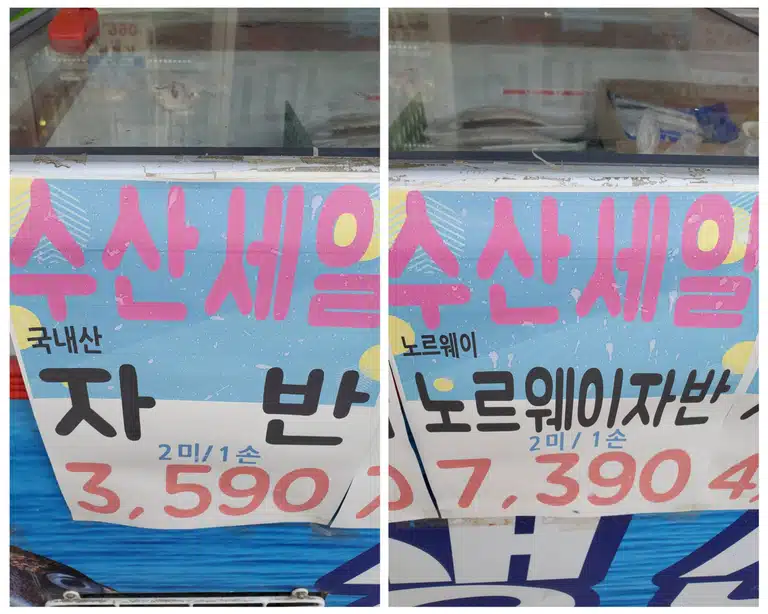 수산세일
국내산
자 반
2미/1손
3,590
수산세일
노르웨이
노르웨이자반
2미/1손
7,390